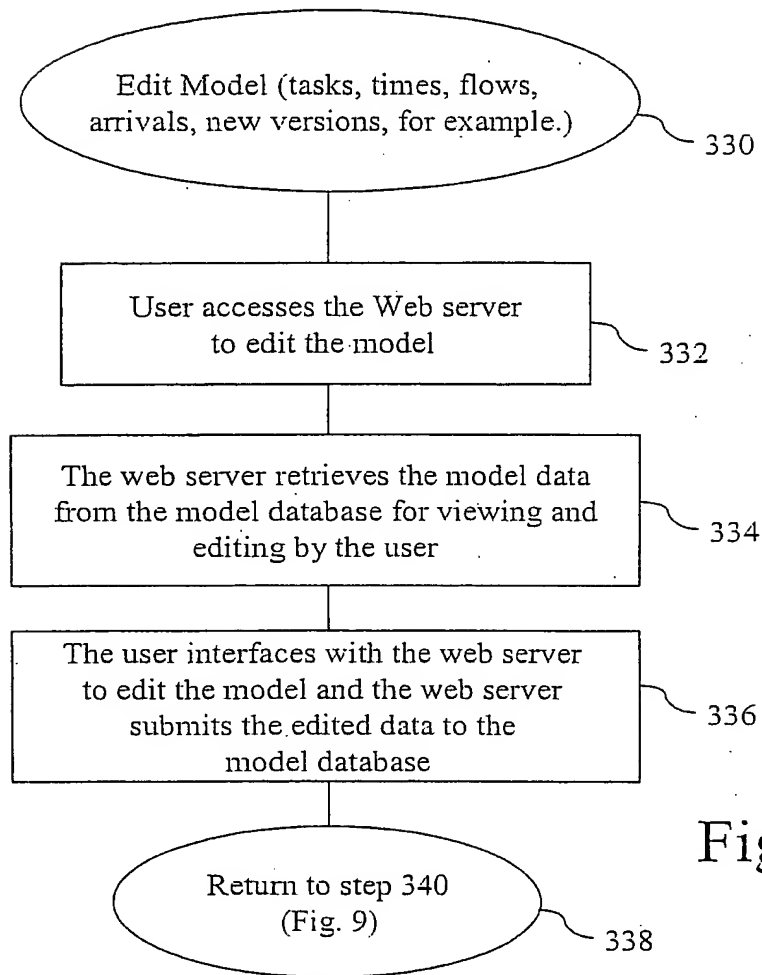 Edit Model (tasks, times, flows,
arrivals, new versions, for example.)
330
User accesses the Web server
to edit the model
332
The web server retrieves the model data
from the model database for viewing and
editing by the user
334
The user interfaces with the web server
to edit the model and the web server
submits the edited data to the
model database
336
Return to step 340
(Fig. 9)
338
Fig